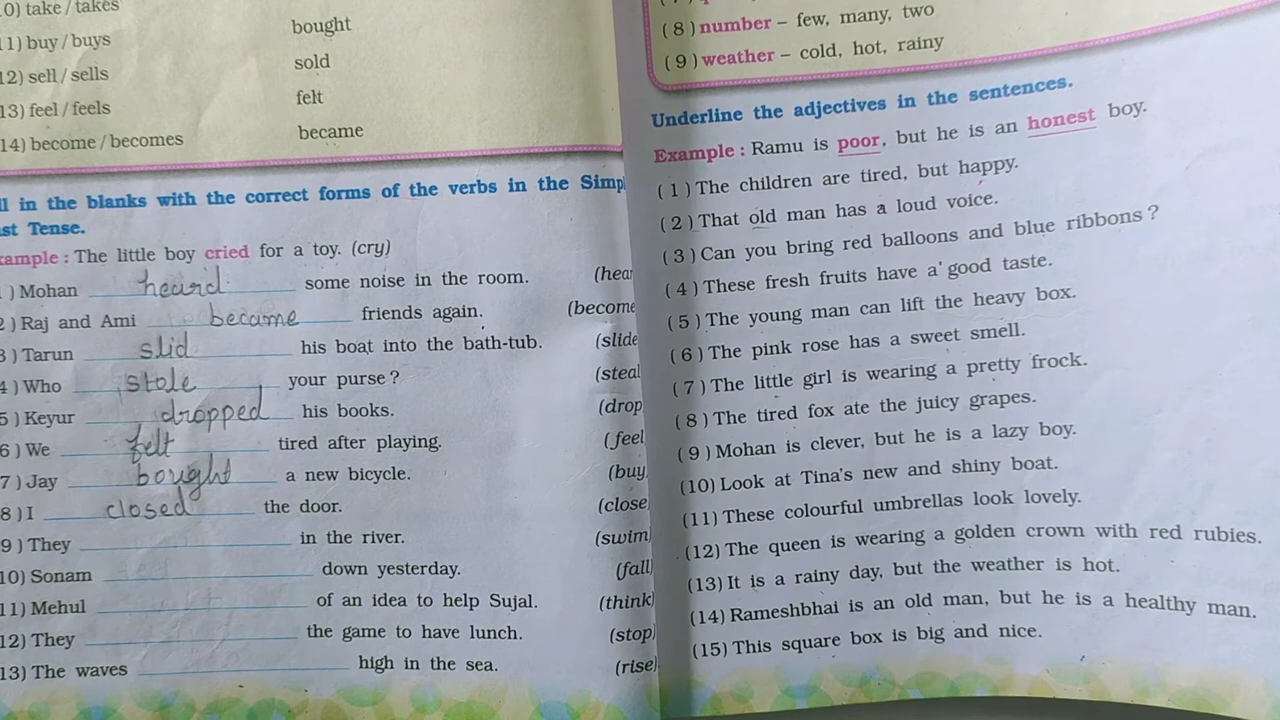 0) take / takes
11) buy / buys bought
12) sell / sells sold
13) feel / feels felt
14) become / becomes became
ll in the blanks with the correct forms of the verbs in the Simpl
st Tense.
ample : The little boy cried for a toy. (cry)
) Mohan heard some noise in the room. (hear
2) Raj and Ami became friends again. (become
3) Tarun slid his boat into the bath-tub. (slide
4) Who stole your purse? (steal
5) Keyur dropped his books. (drop
6) We felt tired after playing. (feel
7) Jay bought a new bicycle. (buy
8) I closed the door. (close
9) They in the river. (swim
10) Sonam down yesterday. (fall)
11) Mehul of an idea to help Sujal. (think)
12) They the game to have lunch. (stop)
13) The waves high in the sea. (rise)
(8) number – few, many, two
(9) weather – cold, hot, rainy
Underline the adjectives in the sentences.
Example : Ramu is poor, but he is an honest boy.
(1) The children are tired, but happy.
(2) That old man has a loud voice.
(3) Can you bring red balloons and blue ribbons?
(4) These fresh fruits have a good taste.
(5) The young man can lift the heavy box.
(6) The pink rose has a sweet smell.
(7) The little girl is wearing a pretty frock.
(8) The tired fox ate the juicy grapes.
(9) Mohan is clever, but he is a lazy boy.
(10) Look at Tina's new and shiny boat.
(11) These colourful umbrellas look lovely.
(12) The queen is wearing a golden crown with red rubies.
(13) It is a rainy day, but the weather is hot.
(14) Rameshbhai is an old man, but he is a healthy man.
(15) This square box is big and nice.